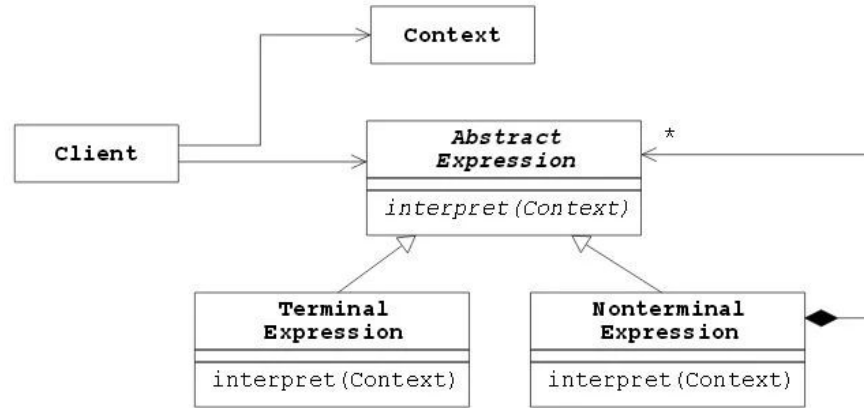 Context
Client
Abstract
Expression
*
interpret(Context)
Terminal
Expression
interpret(Context)
Nonterminal
Expression
interpret(Context)